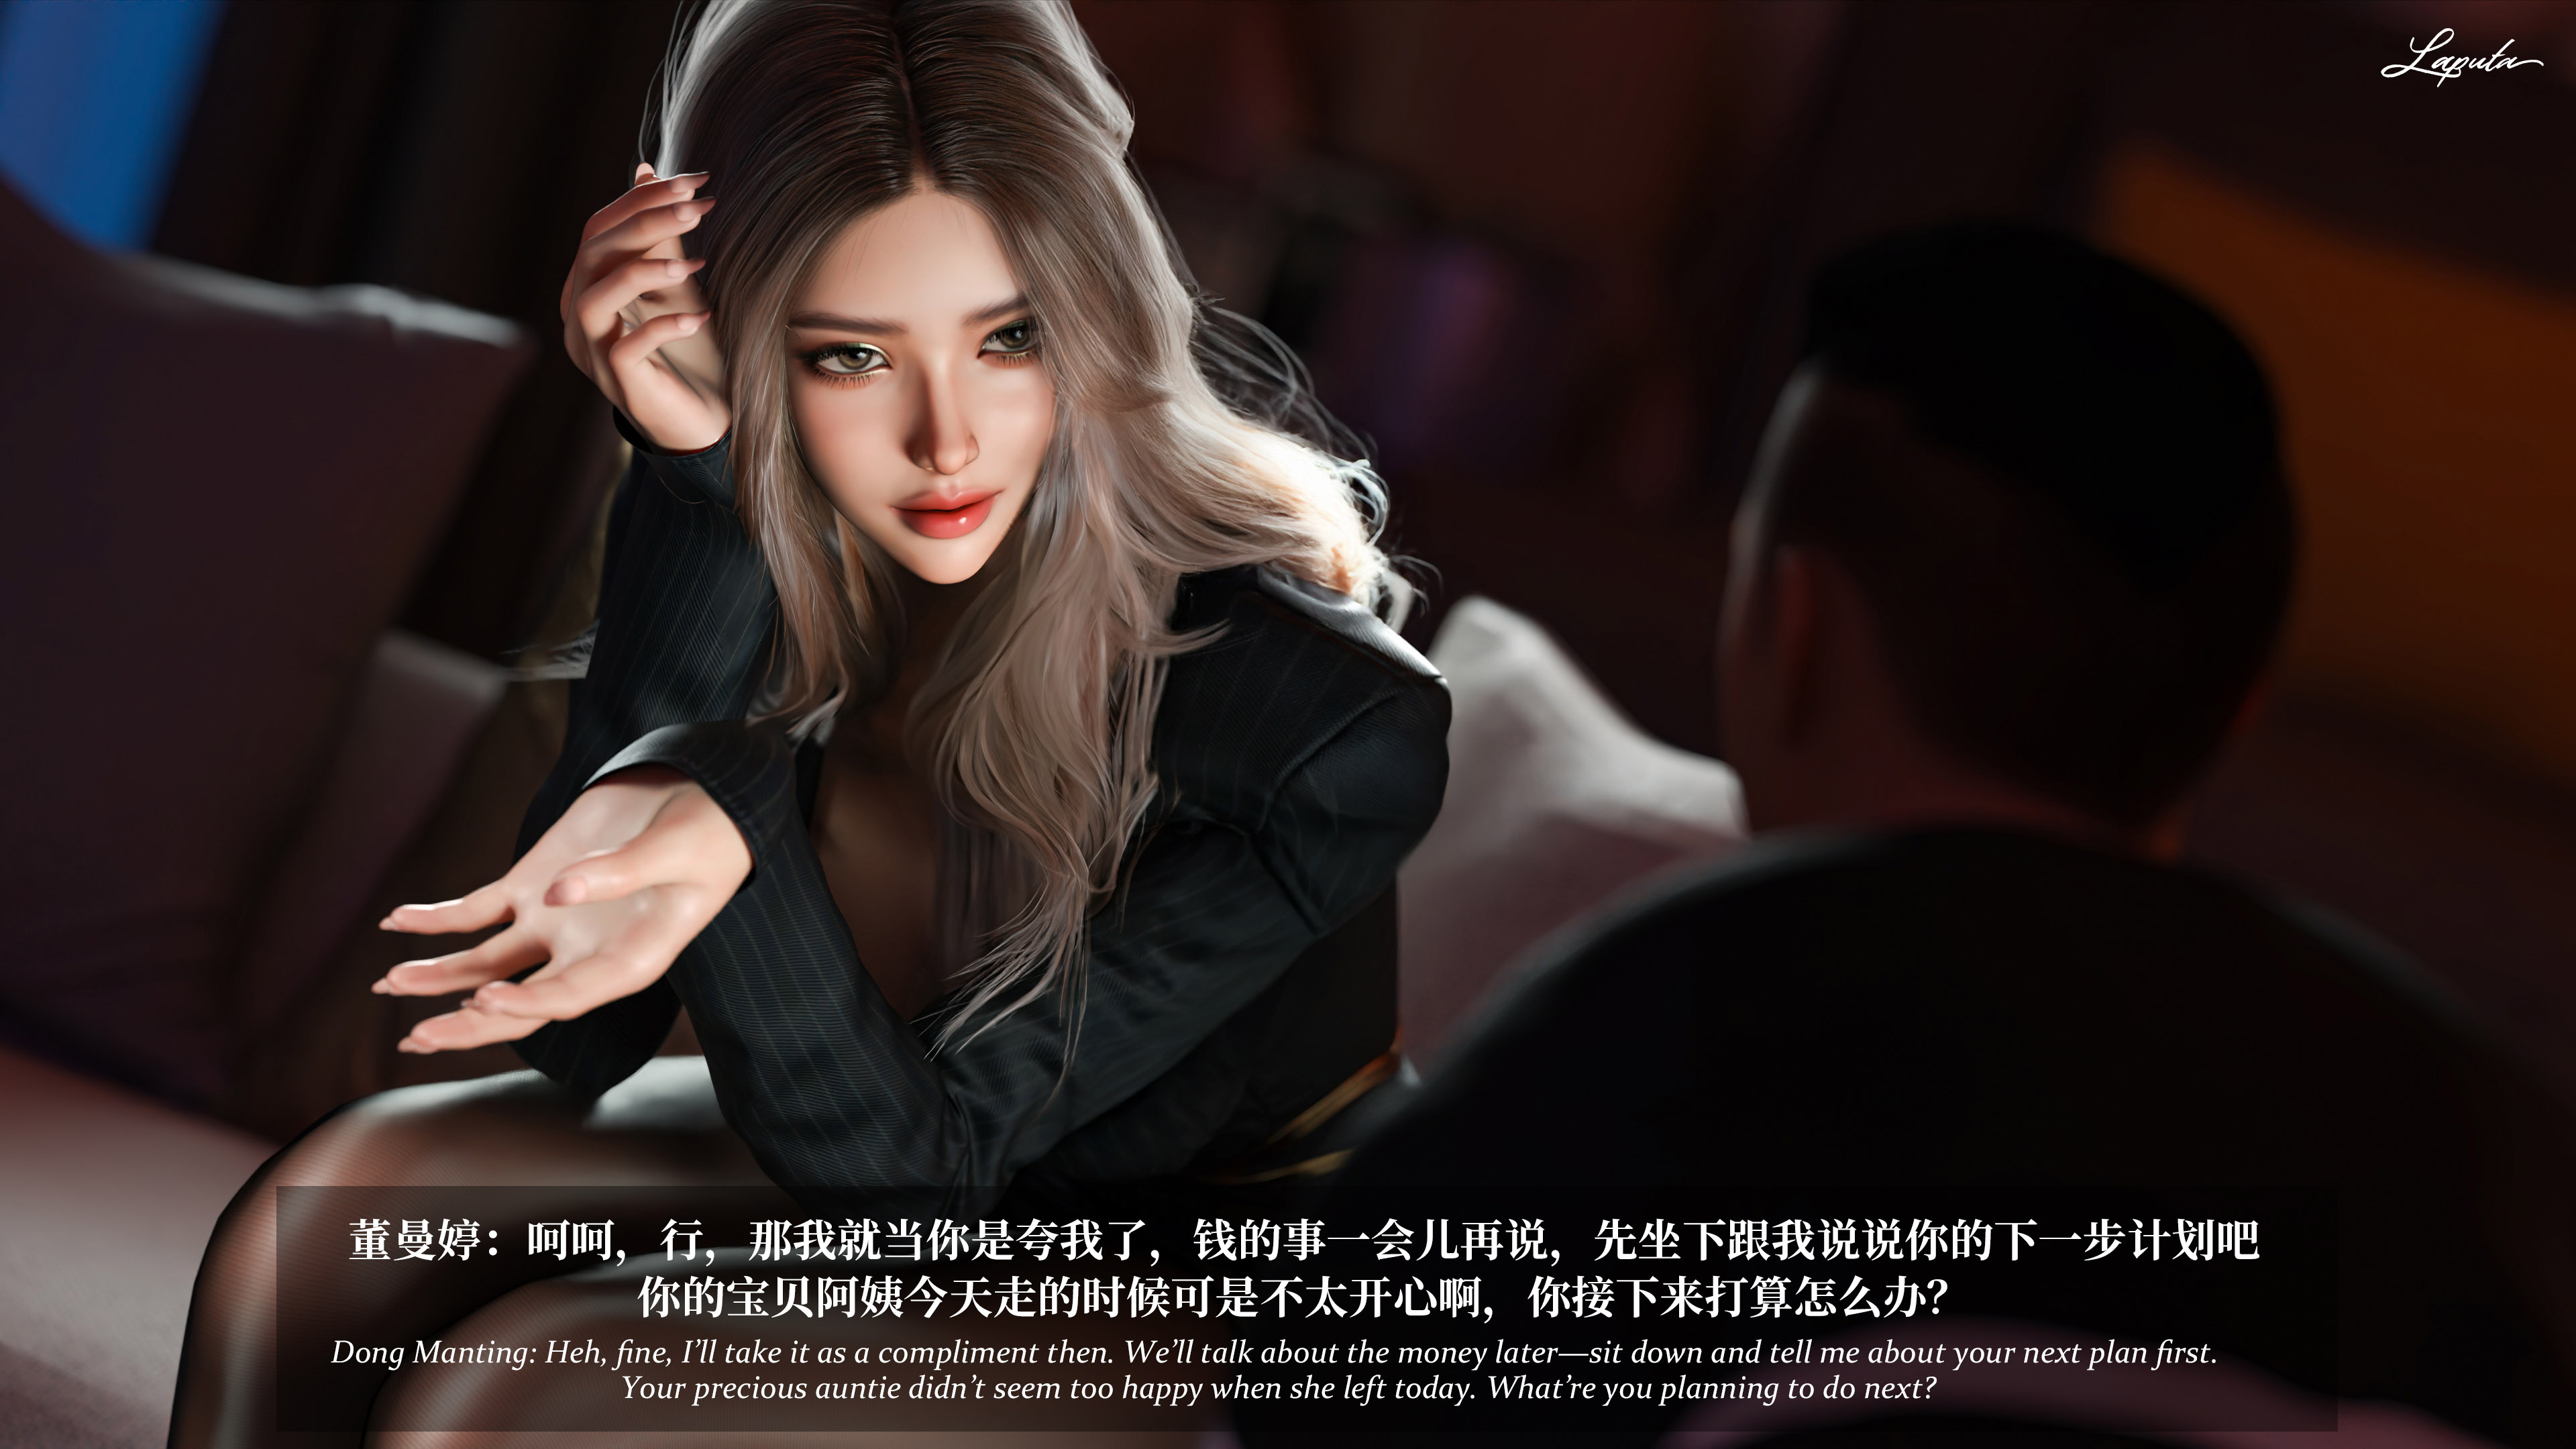 Laputa
董曼婷：呵呵，行，那我就当你是夸我了，钱的事一会儿再说，先坐下跟我说说你的下一步计划吧
你的宝贝阿姨今天走的时候可是不太开心啊，你接下来打算怎么办？
Dong Manting: Heh, fine, I’ll take it as a compliment then. We’ll talk about the money later—sit down and tell me about your next plan first.
Your precious auntie didn’t seem too happy when she left today. What’re you planning to do next?